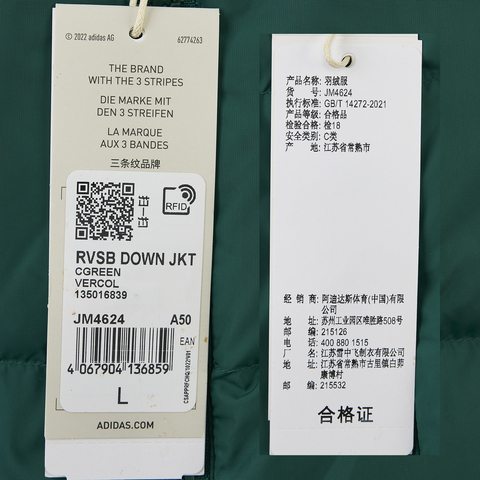 © 2022 adidas AG 62774263
THE BRAND
WITH THE 3 STRIPES
DIE MARKE MIT
DEN 3 STREIFEN
LA MARQUE
AUX 3 BANDES
三条纹品牌
RFID
RVSB DOWN JKT
CGREEN
VERCOL
135016839
JM4624 A50
EAN
4 067904 136859
L
ADIDAS.COM
产品名称: 羽绒服
货 号: JM4624
执行标准: GB/T 14272-2021
产品等级: 合格品
检验合格: 检18
安全类别: C类
产 地: 江苏省常熟市
经 销 商: 阿迪达斯体育(中国)有限
公司
地 址: 苏州工业园区唯胜路508号
邮 编: 215126
电 话: 400 880 1515
厂 名: 江苏雪中飞制衣有限公司
地 址: 江苏省常熟市古里镇白茆
康博村
邮 编: 215532
合格证